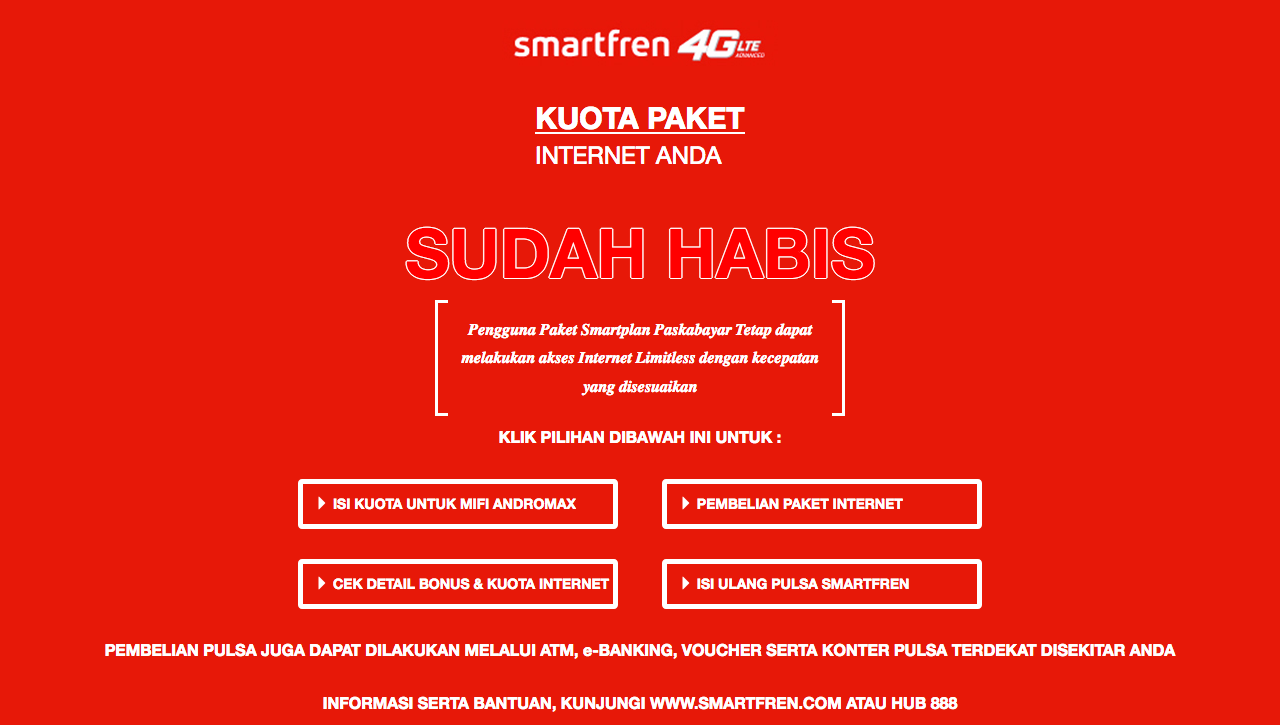 smartfren 4G LTE ADVANCED
KUOTA PAKET
INTERNET ANDA
SUDAH HABIS
Pengguna Paket Smartplan Paskabayar Tetap dapat
melakukan akses Internet Limitless dengan kecepatan
yang disesuaikan
KLIK PILIHAN DIBAWAH INI UNTUK :
ISI KUOTA UNTUK MIFI ANDROMAX
PEMBELIAN PAKET INTERNET
CEK DETAIL BONUS & KUOTA INTERNET
ISI ULANG PULSA SMARTFREN
PEMBELIAN PULSA JUGA DAPAT DILAKUKAN MELALUI ATM, e-BANKING, VOUCHER SERTA KONTER PULSA TERDEKAT DISEKITAR ANDA
INFORMASI SERTA BANTUAN, KUNJUNGI WWW.SMARTFREN.COM ATAU HUB 888